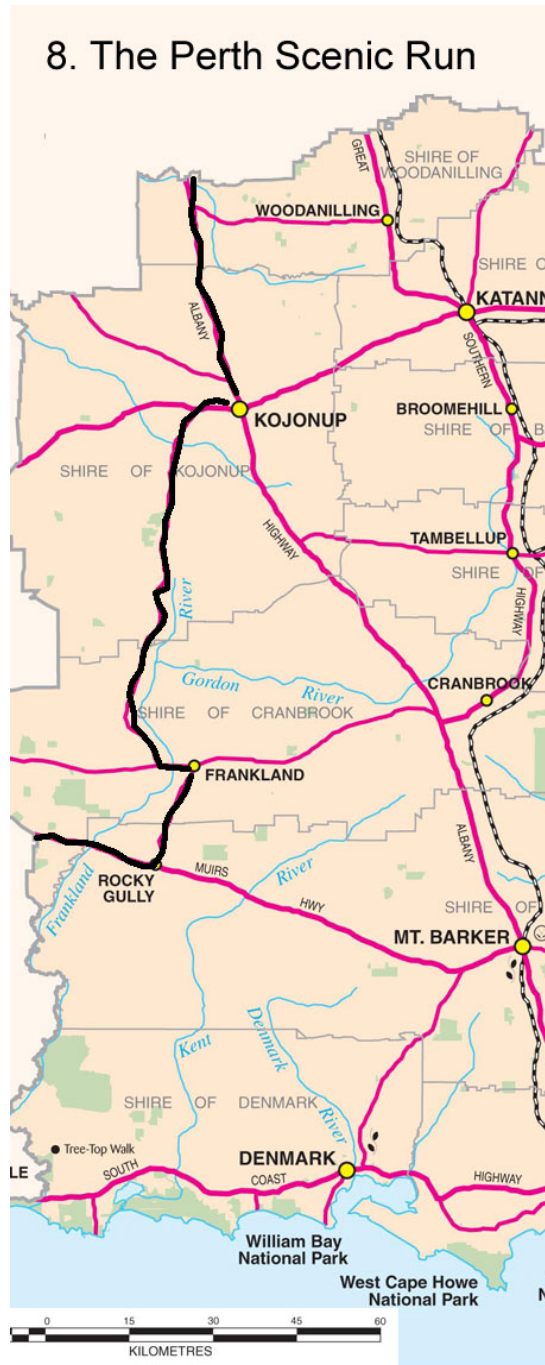 8. The Perth Scenic Run
GREAT
SHIRE OF
WOODANILLING
WOODANILLING
SHIRE O
KATANN
ALBANY
SOUTHERN
BROOMEHILL
KOJONUP
SHIRE OF B
SHIRE OF KOJONUP
HIGHWAY
TAMBELLUP
SHIRE OF
River
HIGHWAY
Gordon River
CRANBROOK
SHIRE OF CRANBROOK
FRANKLAND
ALBANY
ROCKY
GULLY
MUIRS
HWY
River
Frankland
SHIRE OF
MT. BARKER
Kent
Denmark
River
SHIRE OF DENMARK
Tree-Top Walk
LE
SOUTH
COAST
HIGHWAY
DENMARK
William Bay
National Park
West Cape Howe
National Park
N
0 15 30 45 60
KILOMETRES